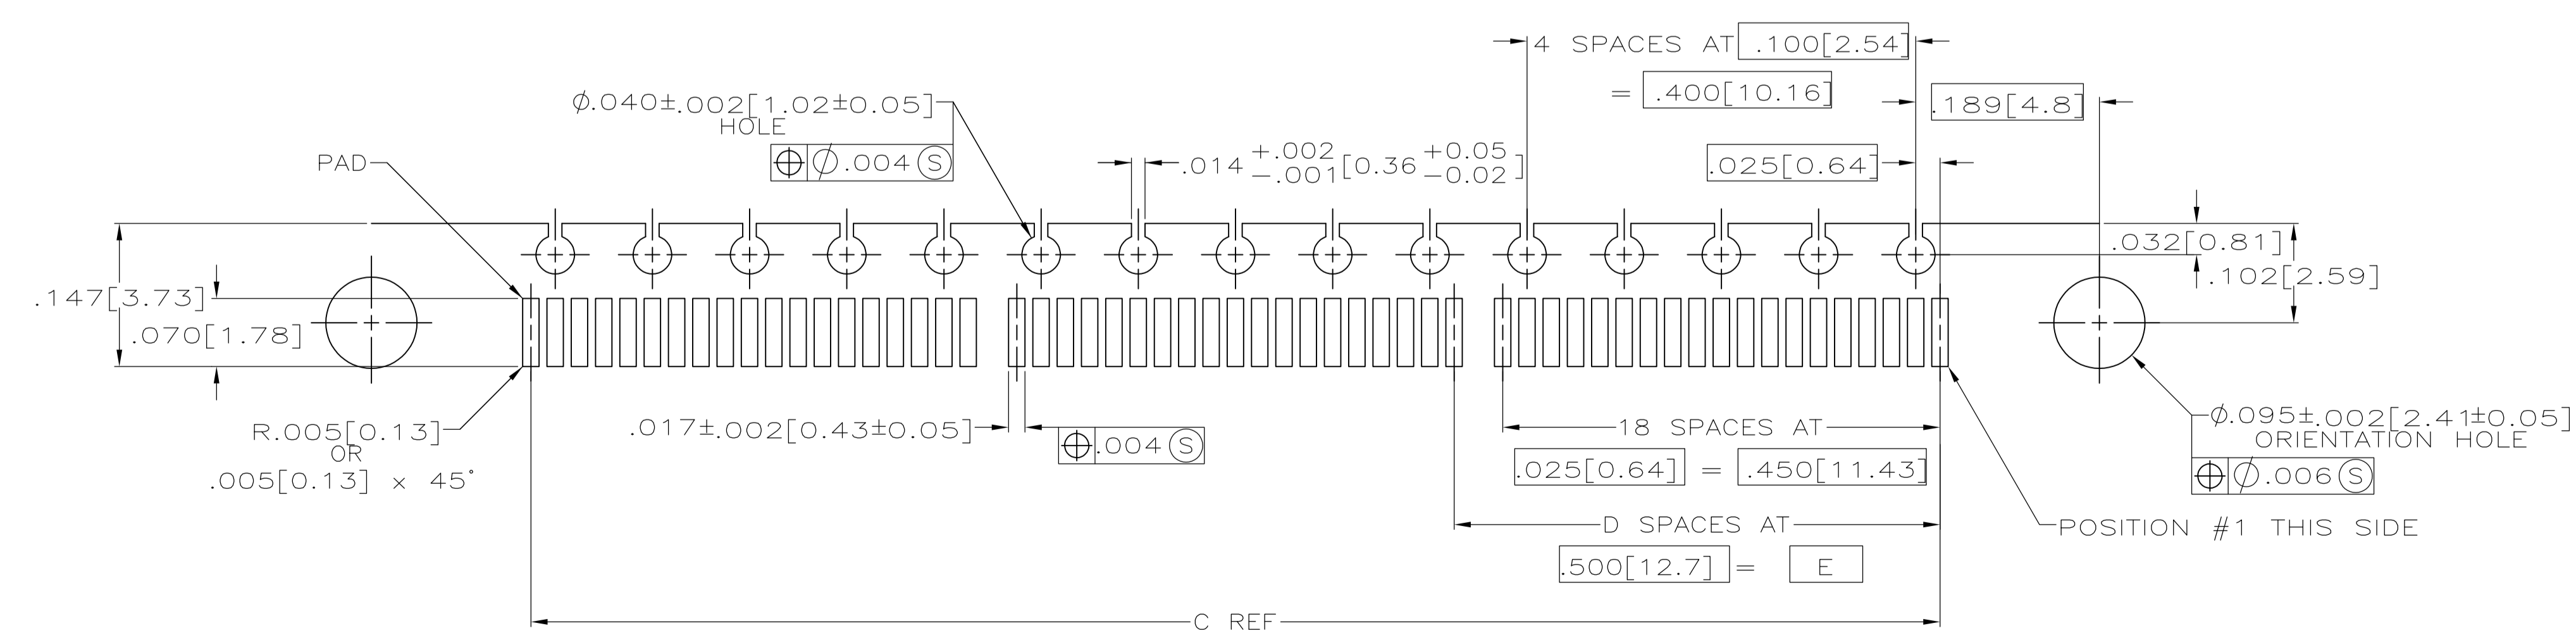 4 SPACES AT .100[2.54]
= .400[10.16]
.189[4.8]
⌀.040±.002[1.02±0.05]
HOLE
⌀.004 Ⓢ
PAD
.014 +.002 -.001 [0.36 +0.05 -0.02]
.025[0.64]
.032[0.81]
.102[2.59]
.147[3.73]
.070[1.78]
R.005[0.13]
OR
.005[0.13] x 45°
.017±.002[0.43±0.05]
.004 Ⓢ
18 SPACES AT
.025[0.64] = .450[11.43]
D SPACES AT
.500[12.7] = E
⌀.095±.002[2.41±0.05]
ORIENTATION HOLE
⌀.006 Ⓢ
POSITION #1 THIS SIDE
C REF